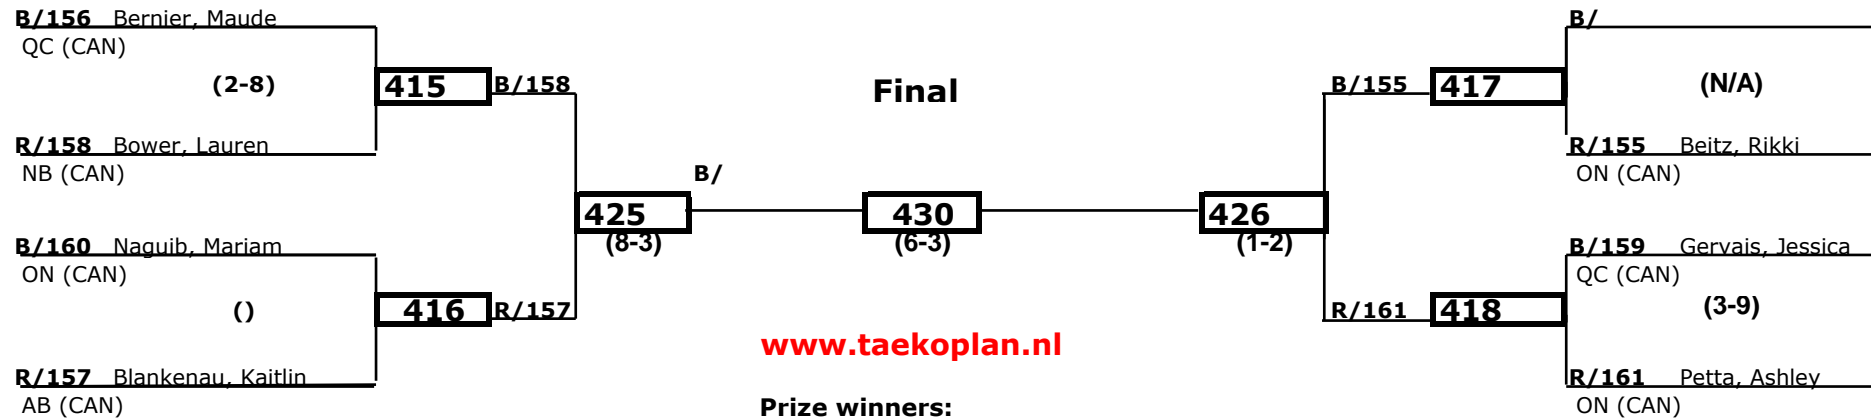 B/156 Bernier, Maude
QC (CAN)
(2-8)
415 B/158
R/158 Bower, Lauren
NB (CAN)
B/160 Naguib, Mariam
ON (CAN)
()
416 R/157
R/157 Blankenau, Kaitlin
AB (CAN)
425
(8-3)
B/
Final
430
(6-3)
www.taekoplan.nl
Prize winners:
426
(1-2)
B/
B/155 417 (N/A)
R/155 Beitz, Rikki
ON (CAN)
B/159 Gervais, Jessica
QC (CAN)
R/161 418 (3-9)
R/161 Petta, Ashley
ON (CAN)